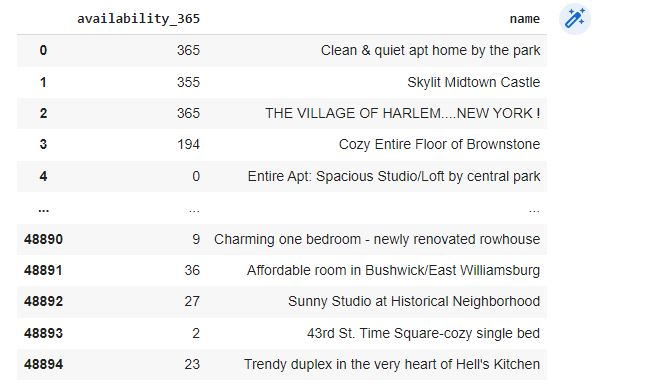 availability_365 name
0 365 Clean & quiet apt home by the park
1 355 Skylit Midtown Castle
2 365 THE VILLAGE OF HARLEM....NEW YORK !
3 194 Cozy Entire Floor of Brownstone
4 0 Entire Apt: Spacious Studio/Loft by central park
... ... ...
48890 9 Charming one bedroom - newly renovated rowhouse
48891 36 Affordable room in Bushwick/East Williamsburg
48892 27 Sunny Studio at Historical Neighborhood
48893 2 43rd St. Time Square-cozy single bed
48894 23 Trendy duplex in the very heart of Hell's Kitchen